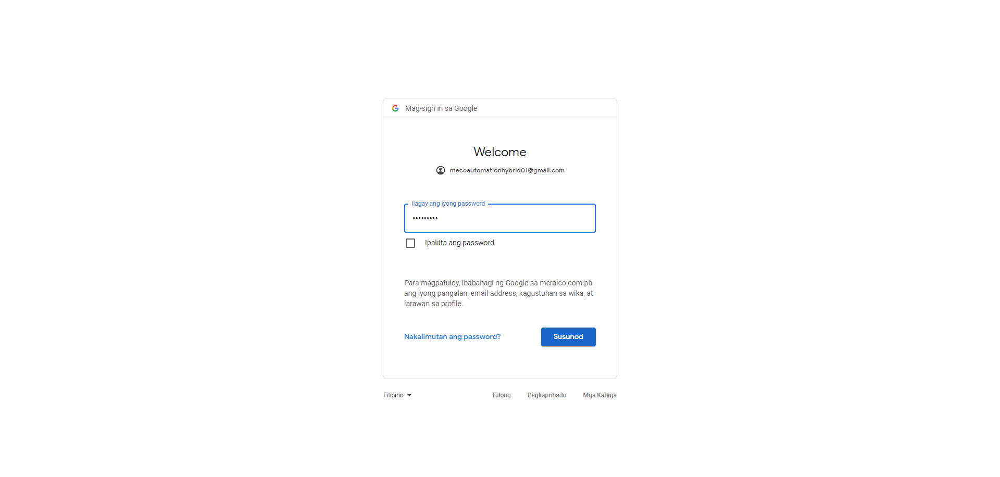 Mag-sign in sa Google
Welcome
mecoautomationhybrid01@gmail.com
Ilagay ang iyong password
•••••••••
Ipakita ang password
Para magpatuloy, ibabahagi ng Google sa meralco.com.ph
ang iyong pangalan, email address, kagustuhan sa wika, at
larawan sa profile.
Nakalimutan ang password?
Susunod
Filipino
Tulong
Pagkapribado
Mga Kataga